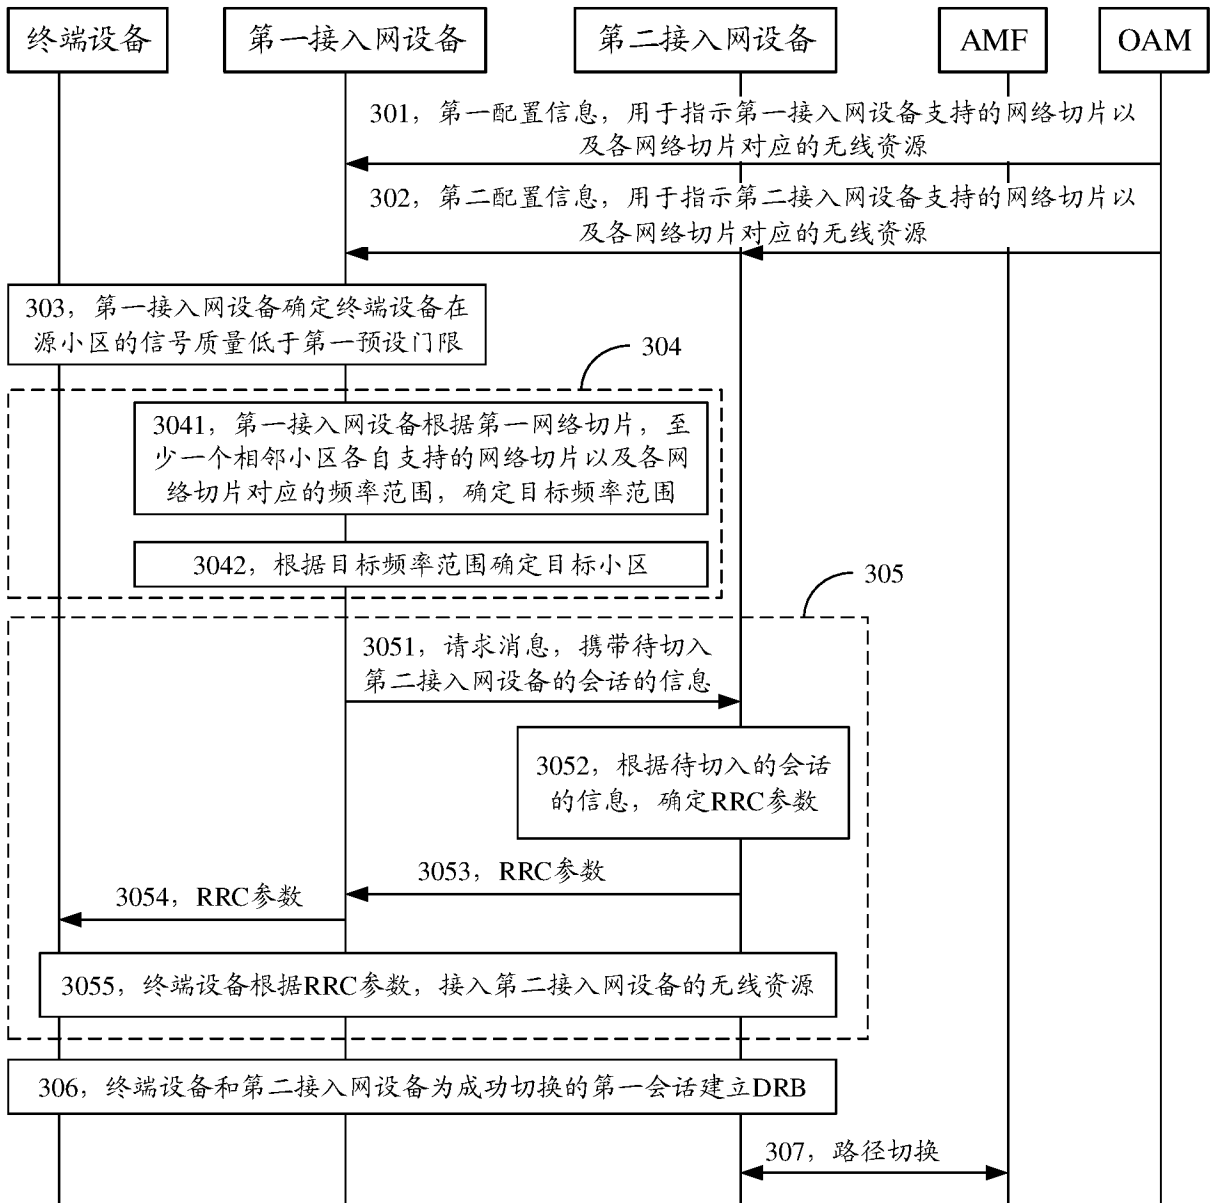 终端设备
第一接入网设备
第二接入网设备
AMF
OAM
301，第一配置信息，用于指示第一接入网设备支持的网络切片以
及各网络切片对应的无线资源
302，第二配置信息，用于指示第二接入网设备支持的网络切片以
及各网络切片对应的无线资源
303，第一接入网设备确定终端设备在
源小区的信号质量低于第一预设门限
304
3041，第一接入网设备根据第一网络切片，至
少一个相邻小区各自支持的网络切片以及各网
络切片对应的频率范围，确定目标频率范围
3042，根据目标频率范围确定目标小区
305
3051，请求消息，携带待切入
第二接入网设备的会话的信息
3052，根据待切入的会话
的信息，确定RRC参数
3053，RRC参数
3054，RRC参数
3055，终端设备根据RRC参数，接入第二接入网设备的无线资源
306，终端设备和第二接入网设备为成功切换的第一会话建立DRB
307，路径切换